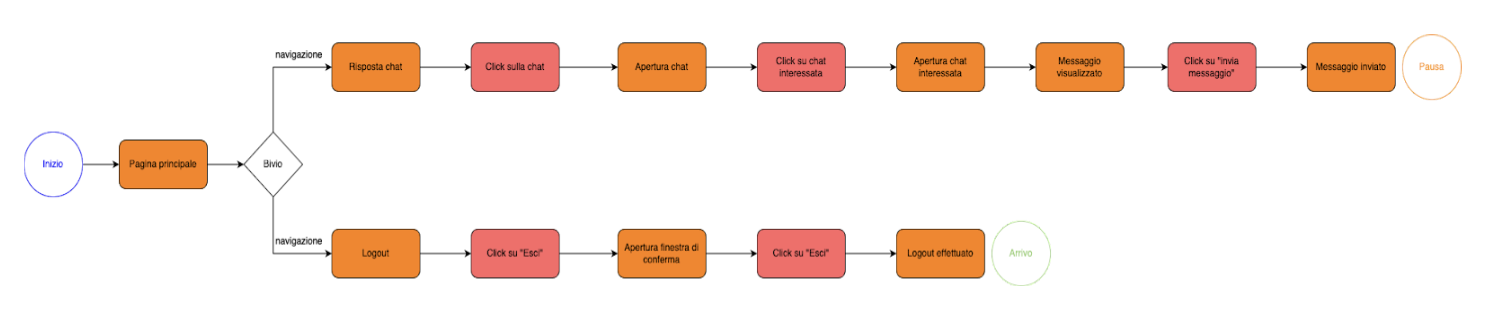 navigazione
Risposta chat
Click sulla chat
Apertura chat
Click su chat
interessata
Apertura chat
interessata
Messaggio
visualizzato
Click su "invia
messaggio"
Messaggio inviato
Pausa
Inizio
Pagina principale
Bivio
navigazione
Logout
Click su "Esci"
Apertura finestra di
conferma
Click su "Esci"
Logout effettuato
Arrivo